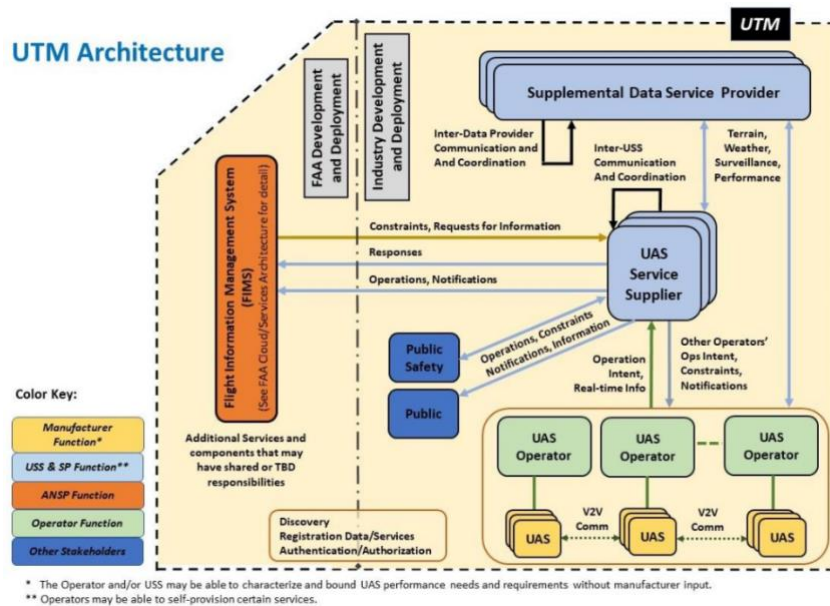 UTM
UTM Architecture
FAA Development
and Deployment
Industry Development
and Deployment
Supplemental Data Service Provider
Inter-Data Provider
Communication and
And Coordination
Inter-USS
Communication
And Coordination
Terrain,
Weather,
Surveillance,
Performance
Flight Information Management System
(FIMS)
(See FAA Cloud/Services Architecture for detail)
Constraints, Requests for Information
Responses
Operations, Notifications
UAS
Service
Supplier
Operations, Constraints
Notifications, Information
Public
Safety
Public
Operation
Intent,
Real-time Info
Other Operators'
Ops Intent,
Constraints,
Notifications
Color Key:
Manufacturer
Function*
USS & SP Function**
ANSP Function
Operator Function
Other Stakeholders
Additional Services and
components that may
have shared or TBD
responsibilities
Discovery
Registration Data/Services
Authentication/Authorization
UAS
Operator
UAS
Operator
UAS
Operator
V2V
Comm
V2V
Comm
UAS
UAS
UAS
* The Operator and/or USS may be able to characterize and bound UAS performance needs and requirements without manufacturer input.
** Operators may be able to self-provision certain services.